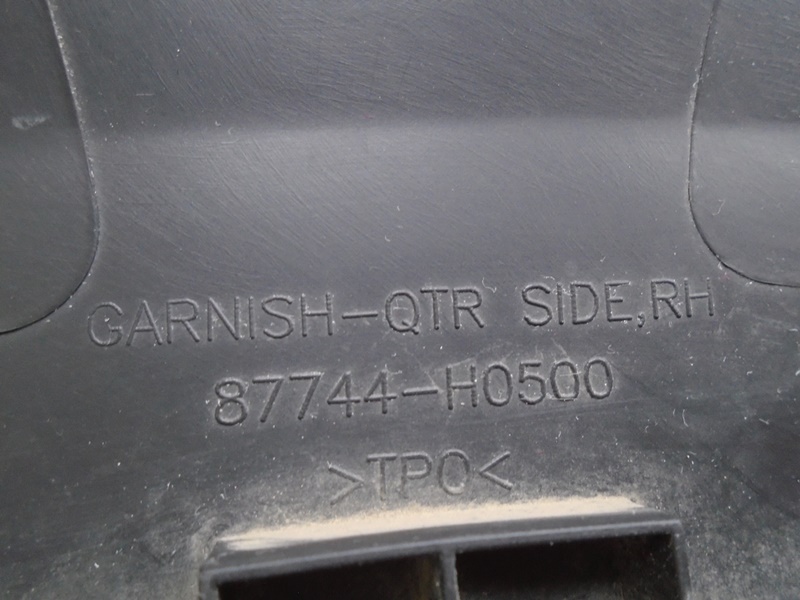 GARNISH-QTR SIDE,RH
87744-H0500
>TPO<